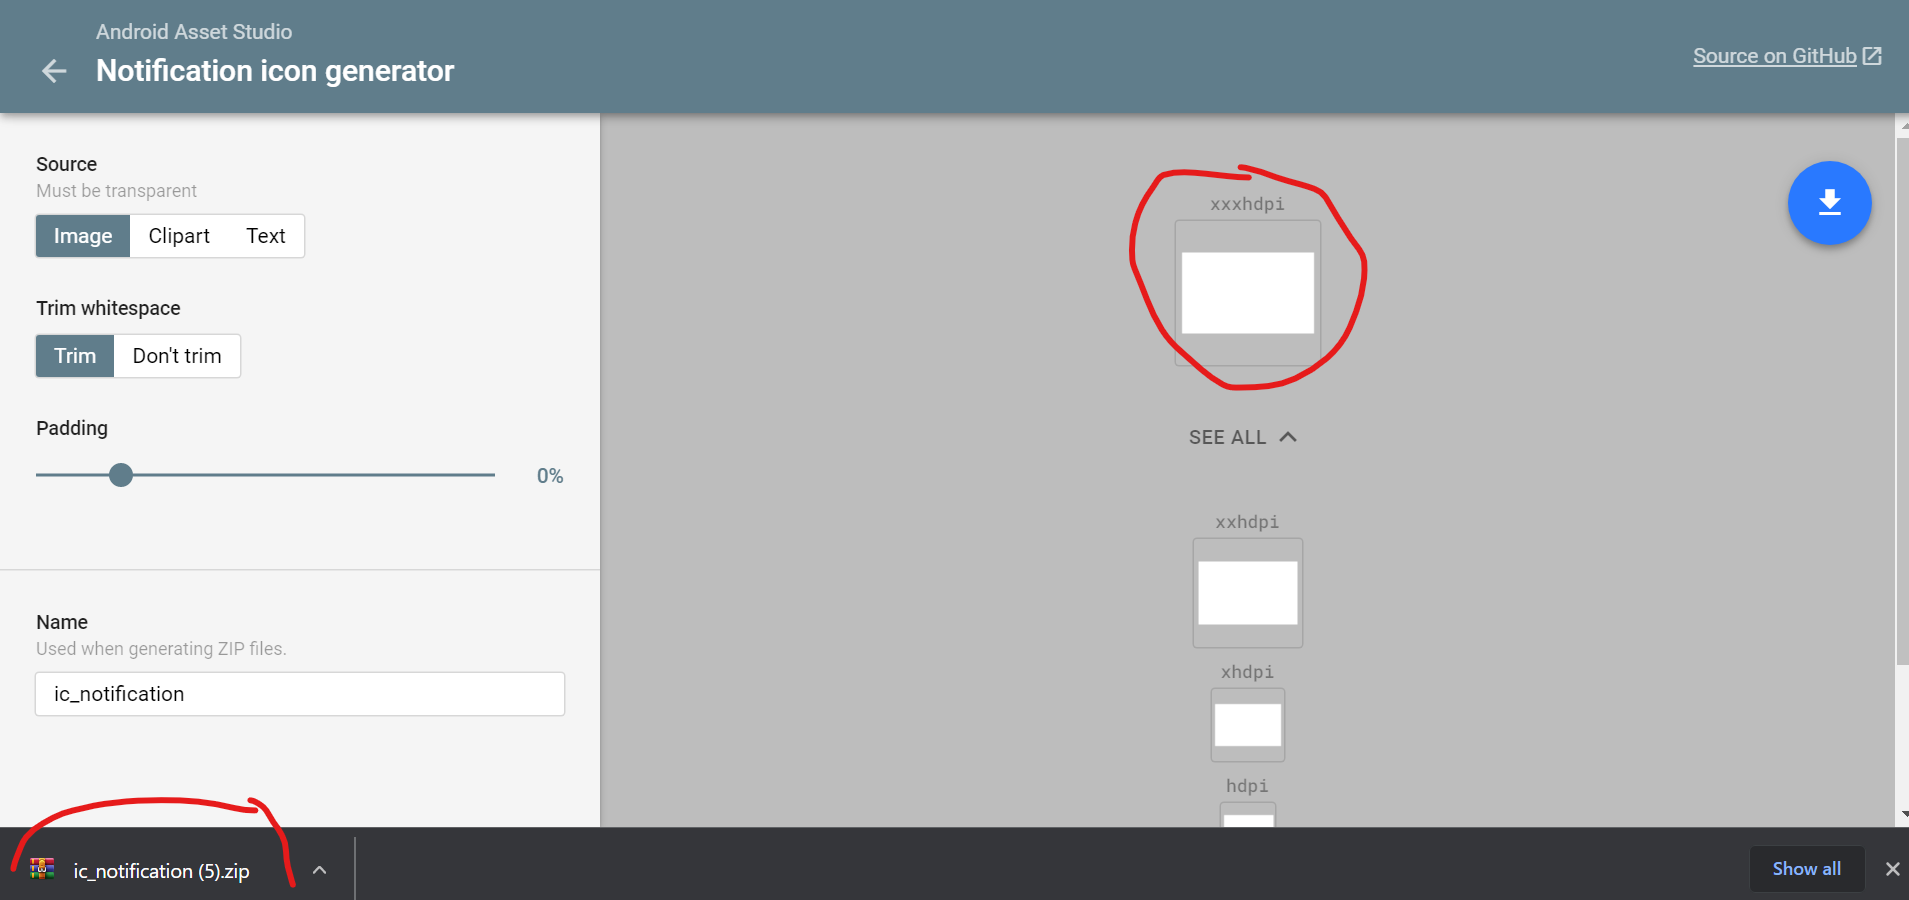 Android Asset Studio
Notification icon generator
Source on GitHub
Source
Must be transparent
Image Clipart Text
Trim whitespace
Trim Don't trim
Padding
0%
Name
Used when generating ZIP files.
ic_notification
xxxhdpi
SEE ALL
xxhdpi
xhdpi
hdpi
ic_notification (5).zip
Show all